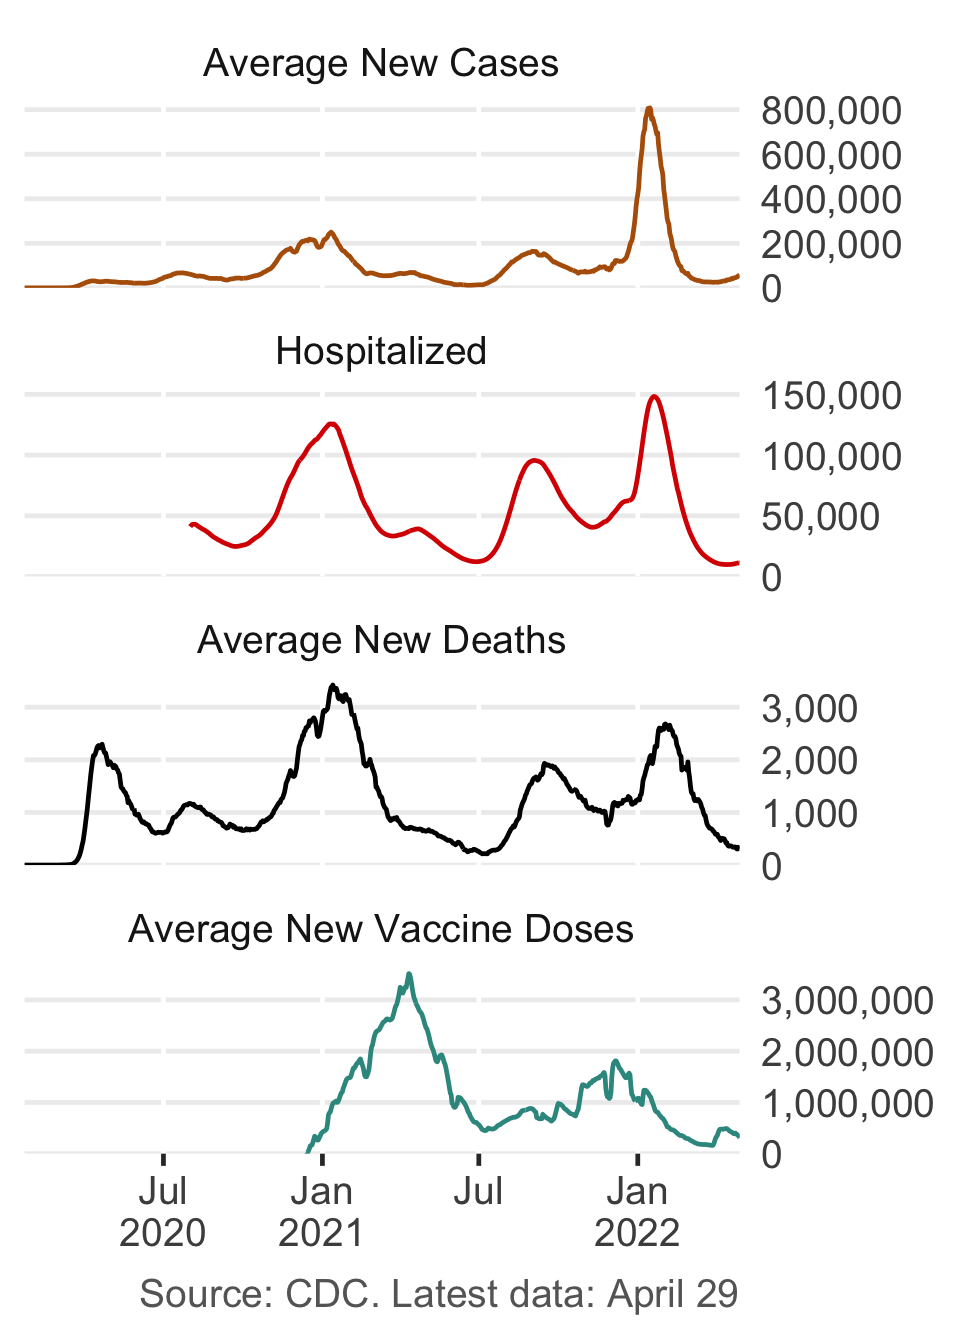 Average New Cases
800,000
600,000
400,000
200,000
0
Hospitalized
150,000
100,000
50,000
0
Average New Deaths
3,000
2,000
1,000
0
Average New Vaccine Doses
3,000,000
2,000,000
1,000,000
0
Jul Jan Jul Jan
2020 2021 2022
Source: CDC. Latest data: April 29